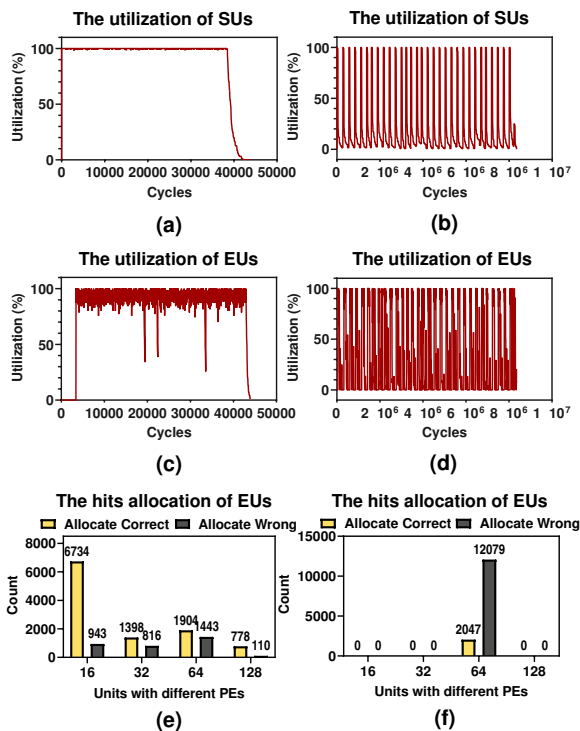 The utilization of SUs
Utilization (%)
100
50
0
0 10000 20000 30000 40000 50000
Cycles
(a)
The utilization of SUs
Utilization (%)
100
50
0
0 2 10⁶ 4 10⁶ 6 10⁶ 8 10⁶ 1 10⁷
Cycles
(b)
The utilization of EUs
Utilization (%)
100
50
0
0 10000 20000 30000 40000 50000
Cycles
(c)
The utilization of EUs
Utilization (%)
100
50
0
0 2 10⁶ 4 10⁶ 6 10⁶ 8 10⁶ 1 10⁷
Cycles
(d)
The hits allocation of EUs
Allocate Correct Allocate Wrong
Count
8000
6000
4000
2000
0
6734 943 1398 816 1904 1443 778 110
16 32 64 128
Units with different PEs
(e)
The hits allocation of EUs
Allocate Correct Allocate Wrong
Count
15000
10000
5000
0
0 0 0 0 2047 12079 0 0
16 32 64 128
Units with different PEs
(f)